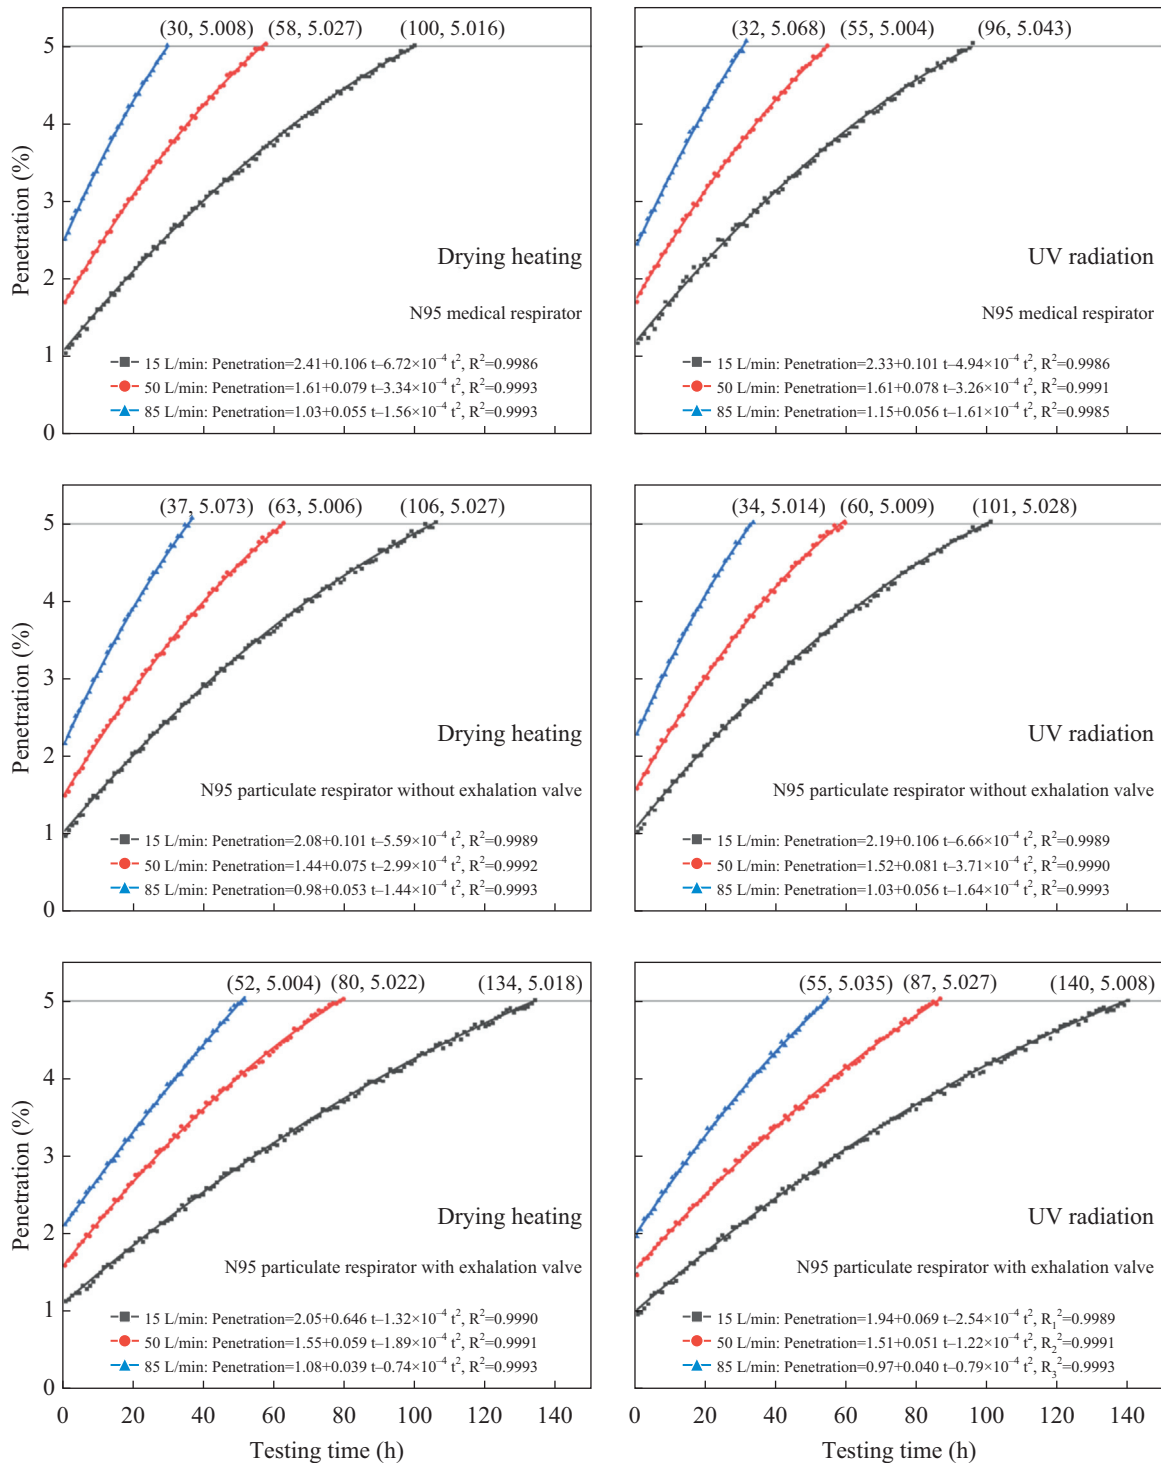 (30, 5.008) (58, 5.027) (100, 5.016)
5
4
3
2
1
0
Penetration (%)
Drying heating
N95 medical respirator
15 L/min: Penetration=2.41+0.106 t–6.72×10⁻⁴ t², R²=0.9986
50 L/min: Penetration=1.61+0.079 t–3.34×10⁻⁴ t², R²=0.9993
85 L/min: Penetration=1.03+0.055 t–1.56×10⁻⁴ t², R²=0.9993
(32, 5.068) (55, 5.004) (96, 5.043)
UV radiation
N95 medical respirator
15 L/min: Penetration=2.33+0.101 t–4.94×10⁻⁴ t², R²=0.9986
50 L/min: Penetration=1.61+0.078 t–3.26×10⁻⁴ t², R²=0.9991
85 L/min: Penetration=1.15+0.056 t–1.61×10⁻⁴ t², R²=0.9985
(37, 5.073) (63, 5.006) (106, 5.027)
5
4
3
2
1
0
Penetration (%)
Drying heating
N95 particulate respirator without exhalation valve
15 L/min: Penetration=2.08+0.101 t–5.59×10⁻⁴ t², R²=0.9989
50 L/min: Penetration=1.44+0.075 t–2.99×10⁻⁴ t², R²=0.9992
85 L/min: Penetration=0.98+0.053 t–1.44×10⁻⁴ t², R²=0.9993
(34, 5.014) (60, 5.009) (101, 5.028)
UV radiation
N95 particulate respirator without exhalation valve
15 L/min: Penetration=2.19+0.106 t–6.66×10⁻⁴ t², R²=0.9989
50 L/min: Penetration=1.52+0.081 t–3.71×10⁻⁴ t², R²=0.9990
85 L/min: Penetration=1.03+0.056 t–1.64×10⁻⁴ t², R²=0.9993
(52, 5.004) (80, 5.022) (134, 5.018)
5
4
3
2
1
0
Penetration (%)
Drying heating
N95 particulate respirator with exhalation valve
15 L/min: Penetration=2.05+0.646 t–1.32×10⁻⁴ t², R²=0.9990
50 L/min: Penetration=1.55+0.059 t–1.89×10⁻⁴ t², R²=0.9991
85 L/min: Penetration=1.08+0.039 t–0.74×10⁻⁴ t², R²=0.9993
0 20 40 60 80 100 120 140
Testing time (h)
(55, 5.035) (87, 5.027) (140, 5.008)
UV radiation
N95 particulate respirator with exhalation valve
15 L/min: Penetration=1.94+0.069 t–2.54×10⁻⁴ t², R₁²=0.9989
50 L/min: Penetration=1.51+0.051 t–1.22×10⁻⁴ t², R₂²=0.9991
85 L/min: Penetration=0.97+0.040 t–0.79×10⁻⁴ t², R₃²=0.9993
0 20 40 60 80 100 120 140
Testing time (h)